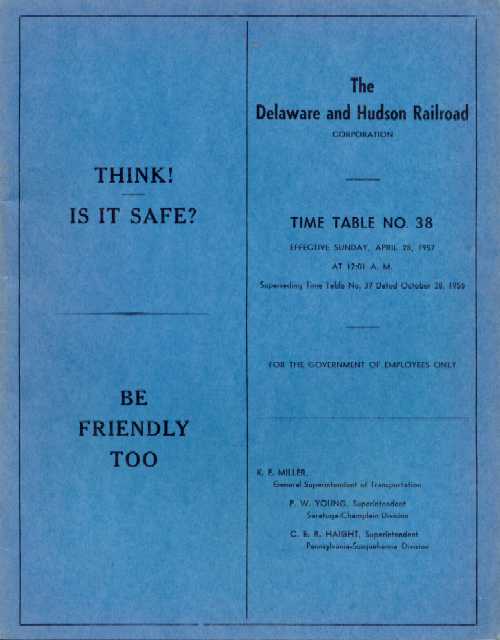 THINK!
IS IT SAFE?
BE
FRIENDLY
TOO
The
Delaware and Hudson Railroad
CORPORATION
TIME TABLE NO. 38
EFFECTIVE SUNDAY, APRIL 28, 1957
AT 12:01 A. M.
Superseding Time Table No. 37 Dated October 28, 1956
FOR THE GOVERNMENT OF EMPLOYEES ONLY
General Superintendent of Transportation
P. W. YOUNG, Superintendent
Saratoga-Champlain Division
C. E. R. HAIGHT, Superintendent
Pennsylvania-Susquehanna Division